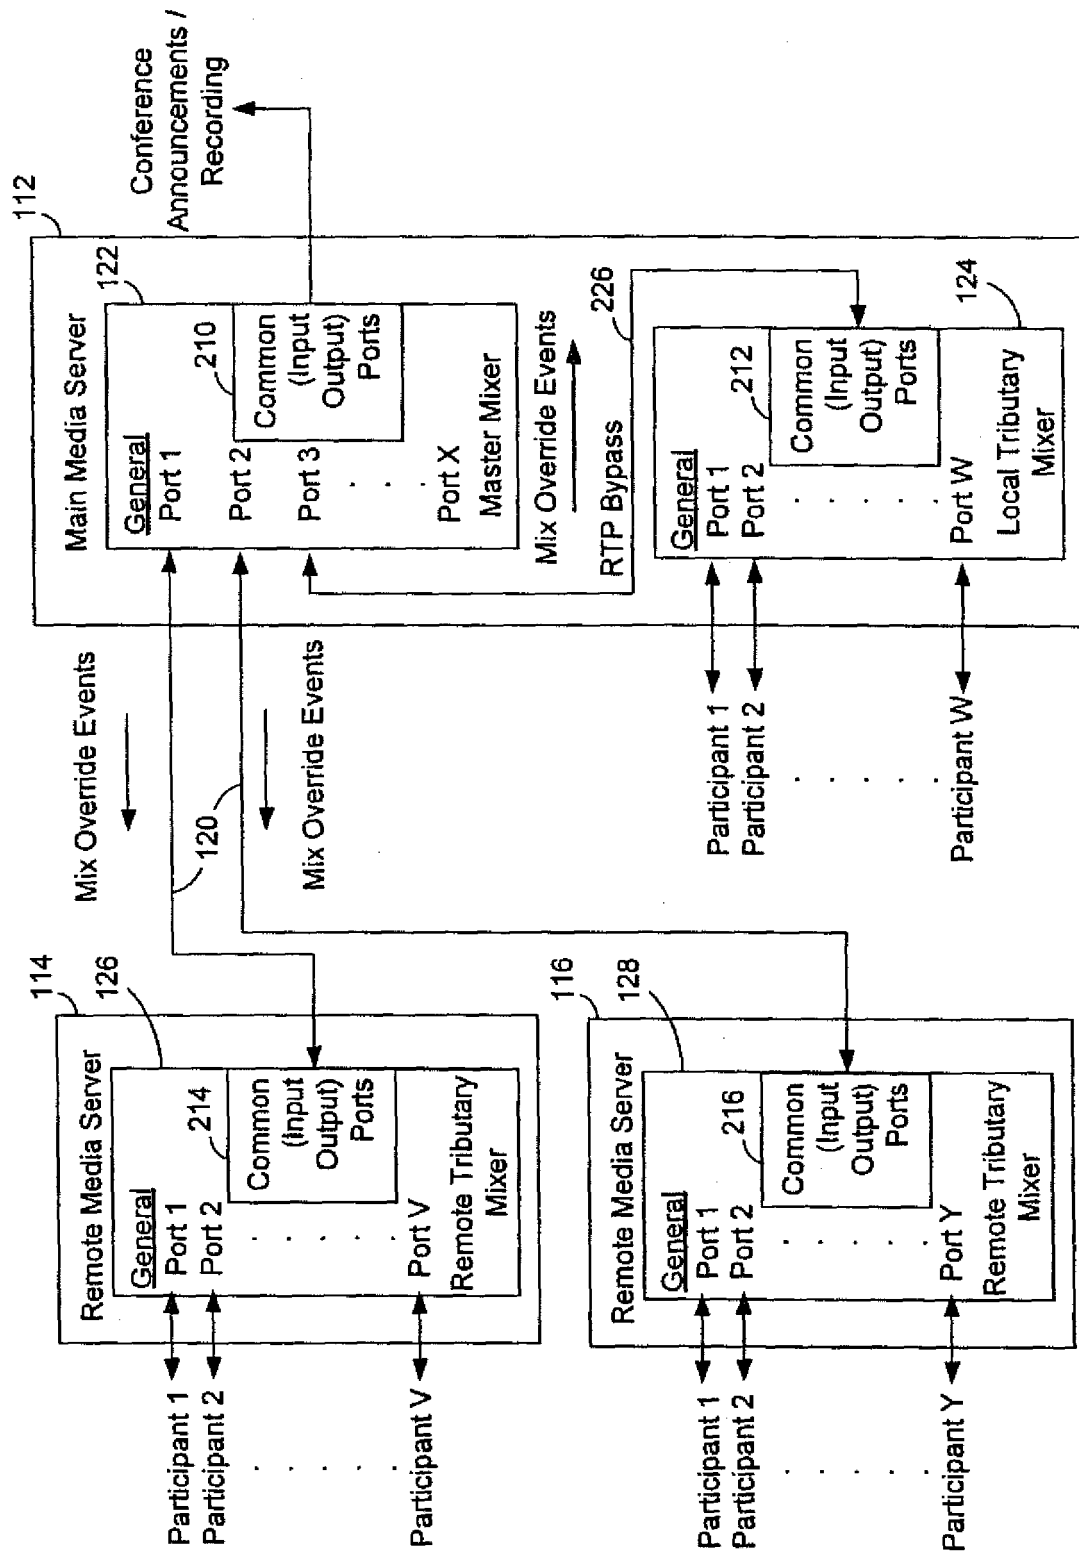 Remote Media Server
114
126
General
Port 1
Port 2
214
Common
(Input
Output)
Ports
. . . . .
Port V
Remote Tributary
Mixer
Participant 1
Participant 2
. . . . .
Participant V
Remote Media Server
116
128
General
Port 1
Port 2
216
Common
(Input
Output)
Ports
. . . . .
Port Y
Remote Tributary
Mixer
Participant 1
Participant 2
. . . . .
Participant Y
Mix Override Events
120
Mix Override Events
Main Media Server
112
122
General
Port 1
Port 2
Port 3
210
Common
(Input
Output)
Ports
. . . .
Port X
Master Mixer
Conference
Announcements /
Recording
Mix Override Events
RTP Bypass
226
General
Port 1
Port 2
212
Common
(Input
Output)
Ports
. . . . .
Port W
Local Tributary
Mixer
124
Participant 1
Participant 2
. . . . .
Participant W